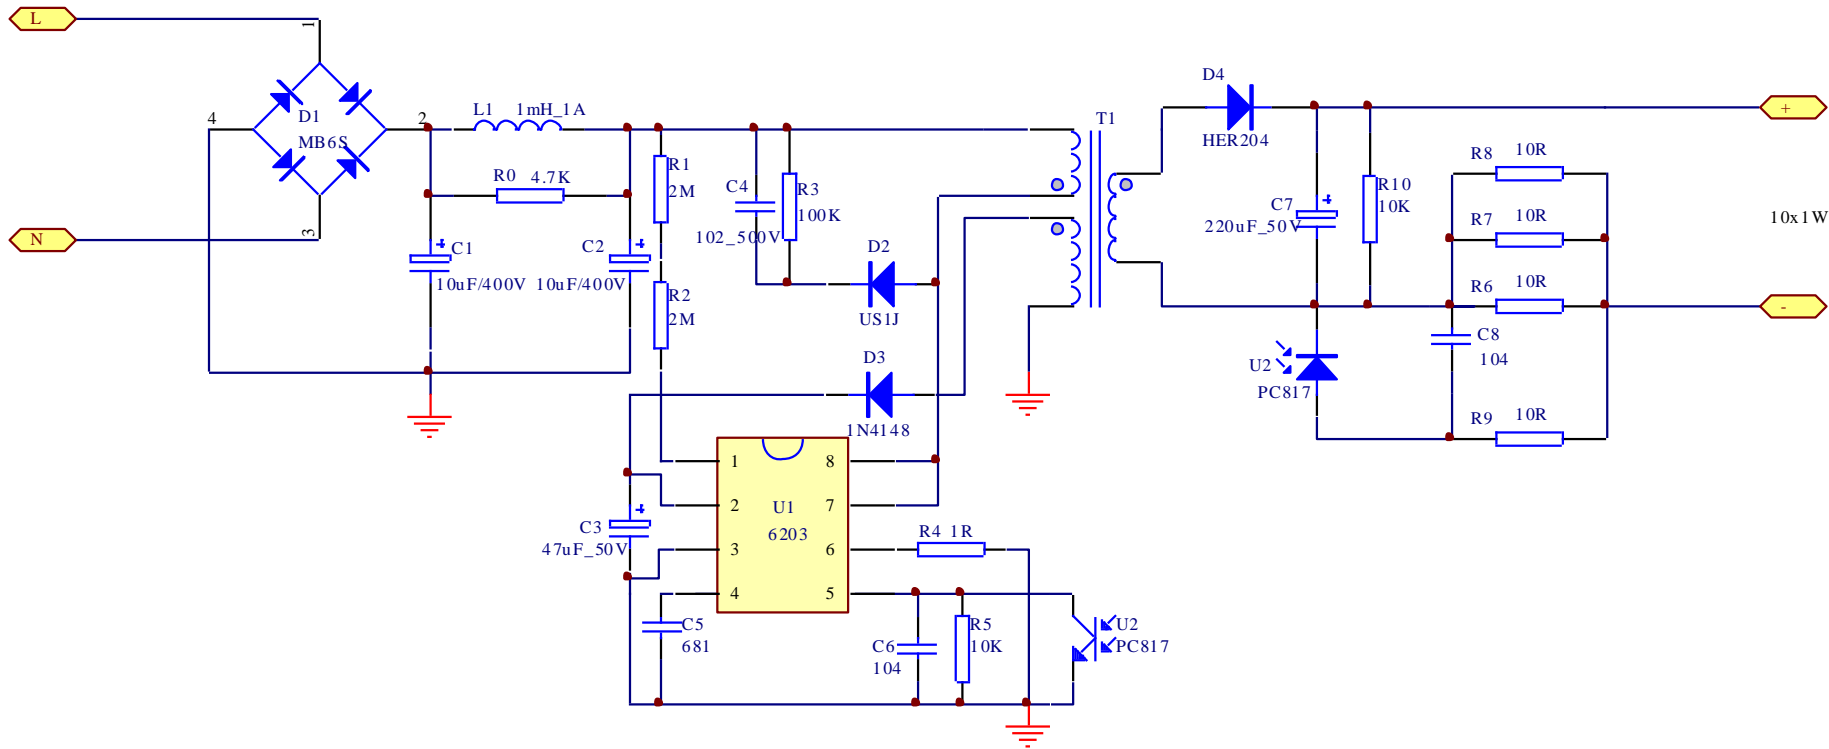 L
1
D1
MB6S
4
2
3
N
L1 1mH_1A
R0 4.7K
C1
10uF/400V
C2
10uF/400V
R1
2M
R2
2M
C4
102_500V
R3
100K
D2
US1J
D3
1N4148
T1
D4
HER204
C7
220uF_50V
R10
10K
+
-
10x1W
R8 10R
R7 10R
R6 10R
C8
104
R9 10R
U2
PC817
U1
6203
1
2
3
4
8
7
6
5
C3
47uF_50V
C5
681
R4 1R
C6
104
R5
10K
U2
PC817